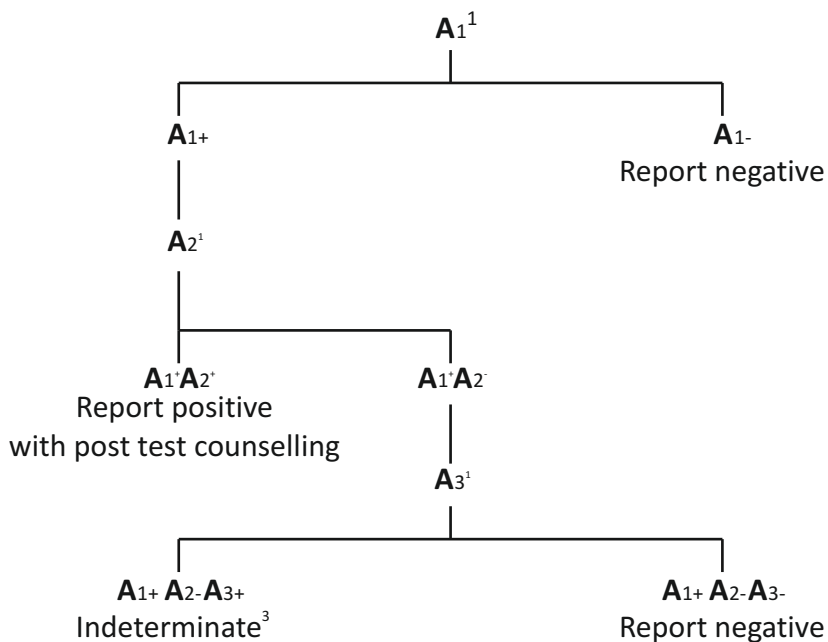 A1¹
A1+ A1-
Report negative
A2¹
A1⁺A2⁺ A1⁺A2⁻
Report positive
with post test counselling
A3¹
A1+ A2-A3+ A1+ A2-A3-
Indeterminate³ Report negative